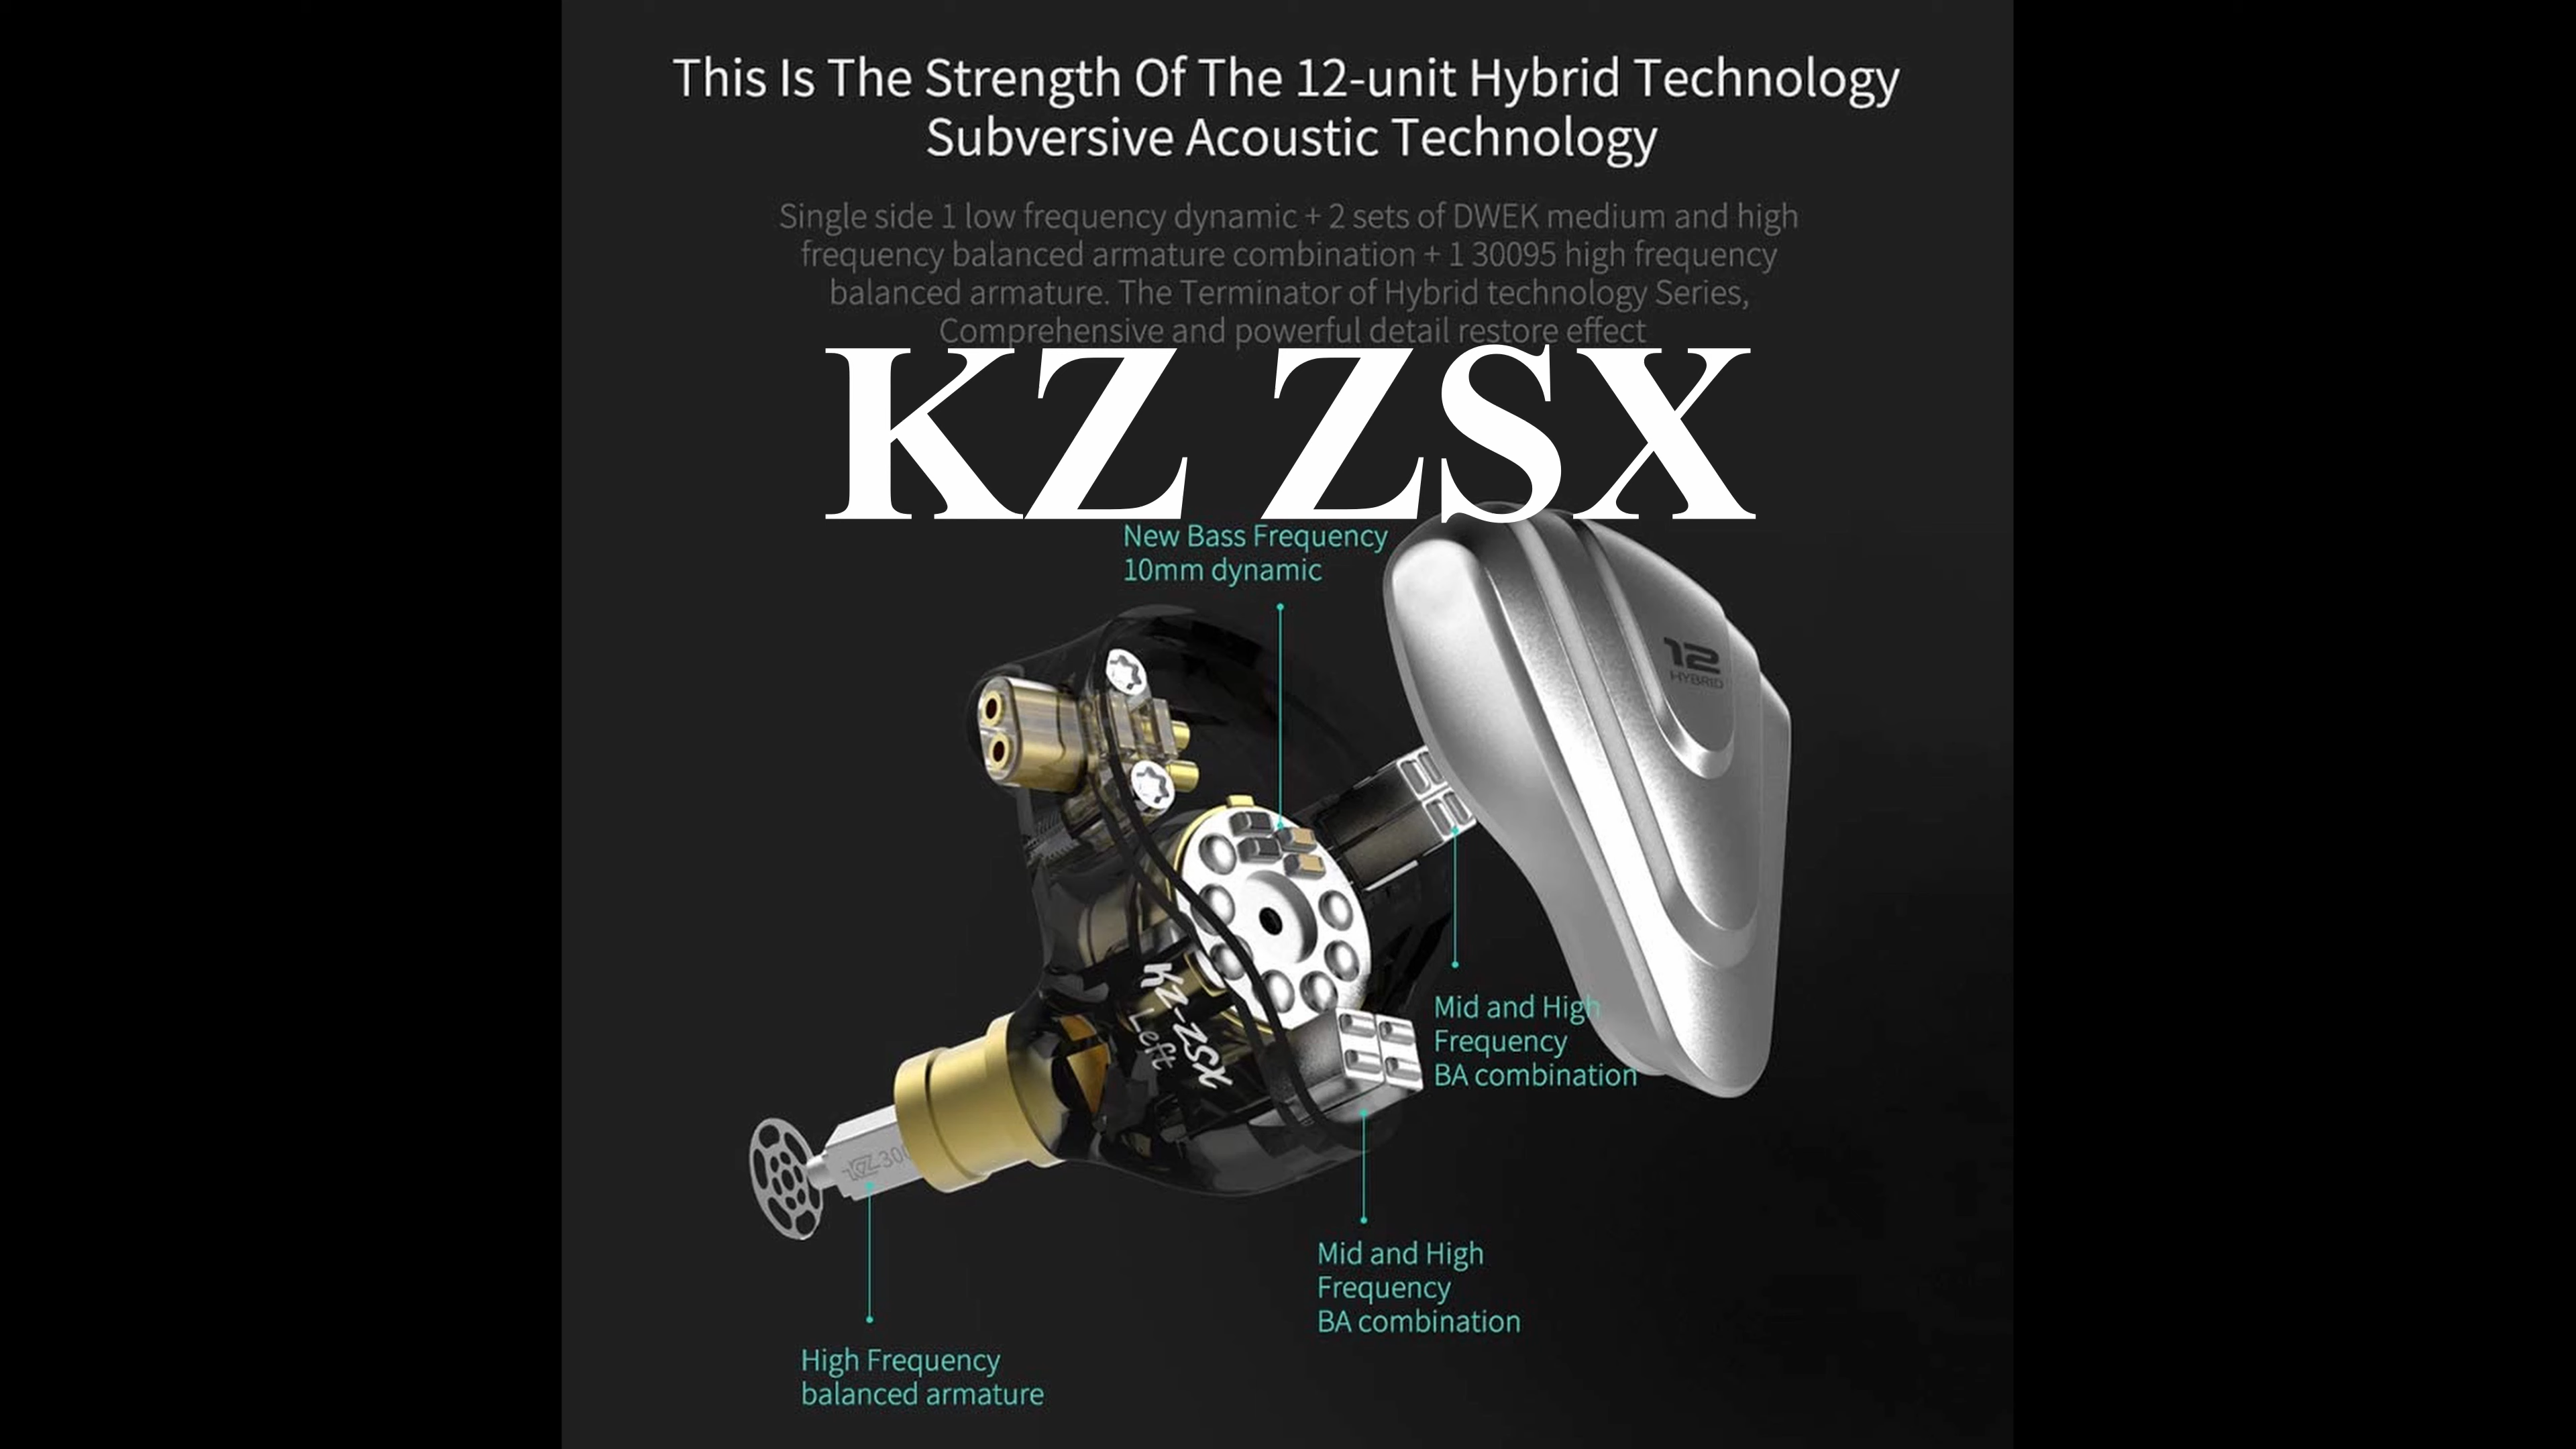 This Is The Strength Of The 12-unit Hybrid Technology
Subversive Acoustic Technology
Single side 1 low frequency dynamic + 2 sets of DWEK medium and high
frequency balanced armature combination + 1 30095 high frequency
balanced armature. The Terminator of Hybrid technology Series,
Comprehensive and powerful detail restore effect
KZ ZSX
New Bass Frequency
10mm dynamic
12
HYBRID
KZ-ZSX
Left
Mid and High
Frequency
BA combination
KZ-300
Mid and High
Frequency
BA combination
High Frequency
balanced armature